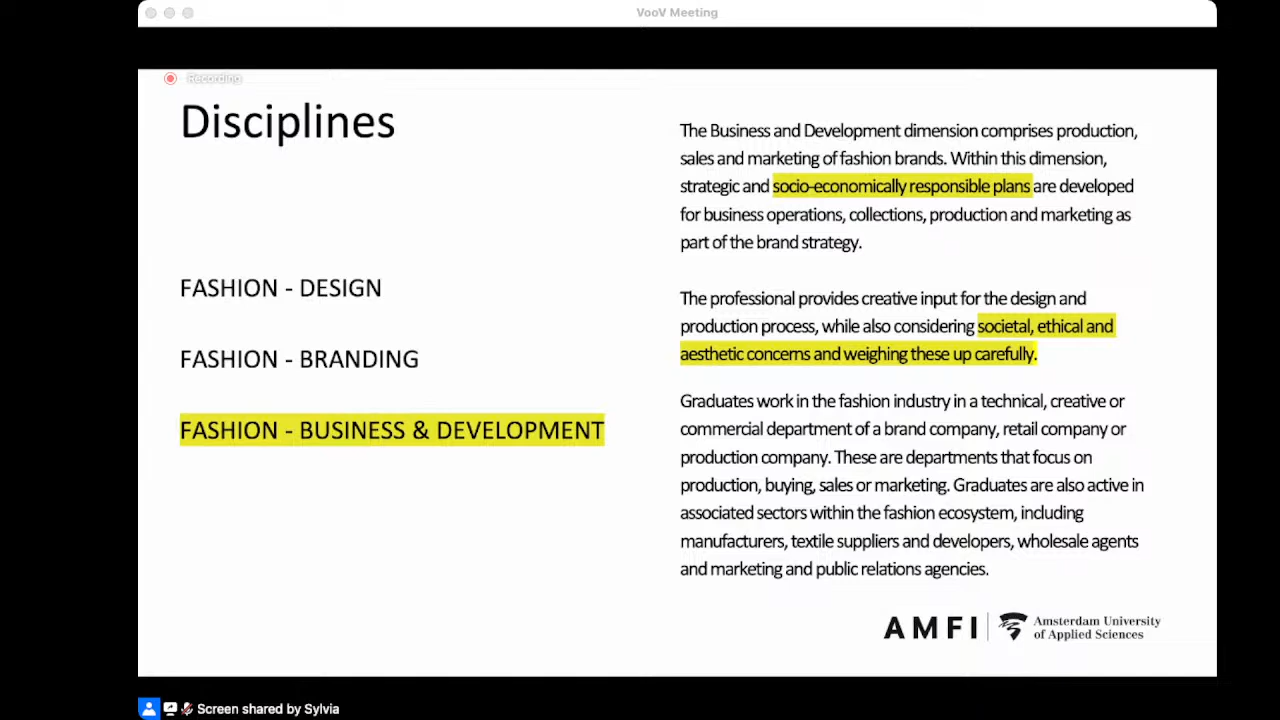 VooV Meeting
Recording
Disciplines
FASHION - DESIGN
FASHION - BRANDING
FASHION - BUSINESS & DEVELOPMENT
The Business and Development dimension comprises production,
sales and marketing of fashion brands. Within this dimension,
strategic and socio-economically responsible plans are developed
for business operations, collections, production and marketing as
part of the brand strategy.
The professional provides creative input for the design and
production process, while also considering societal, ethical and
aesthetic concerns and weighing these up carefully.
Graduates work in the fashion industry in a technical, creative or
commercial department of a brand company, retail company or
production company. These are departments that focus on
production, buying, sales or marketing. Graduates are also active in
associated sectors within the fashion ecosystem, including
manufacturers, textile suppliers and developers, wholesale agents
and marketing and public relations agencies.
AMFI
Amsterdam University
of Applied Sciences
Screen shared by Sylvia